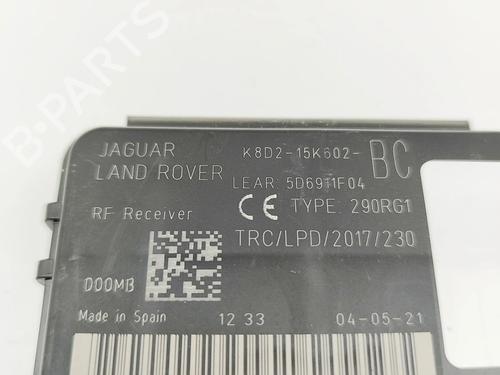 JAGUAR
LAND ROVER
K8D2-15K602-BC
LEAR 5D6911F04
CE TYPE 290RG1
RF Receiver
TRC/LPD/2017/230
D00MB
Made in Spain
12 33
04-05-21
B-PARTS